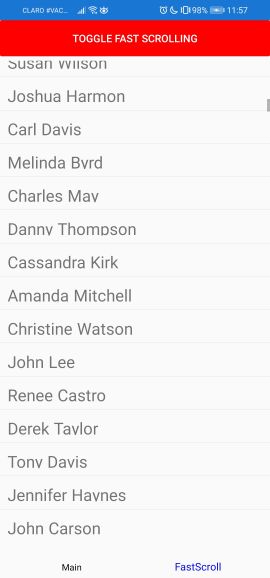 CLARO #VAC... 98% 11:57
TOGGLE FAST SCROLLING
Susan Wilson
Joshua Harmon
Carl Davis
Melinda Byrd
Charles May
Danny Thompson
Cassandra Kirk
Amanda Mitchell
Christine Watson
John Lee
Renee Castro
Derek Taylor
Tony Davis
Jennifer Haynes
John Carson
Main FastScroll